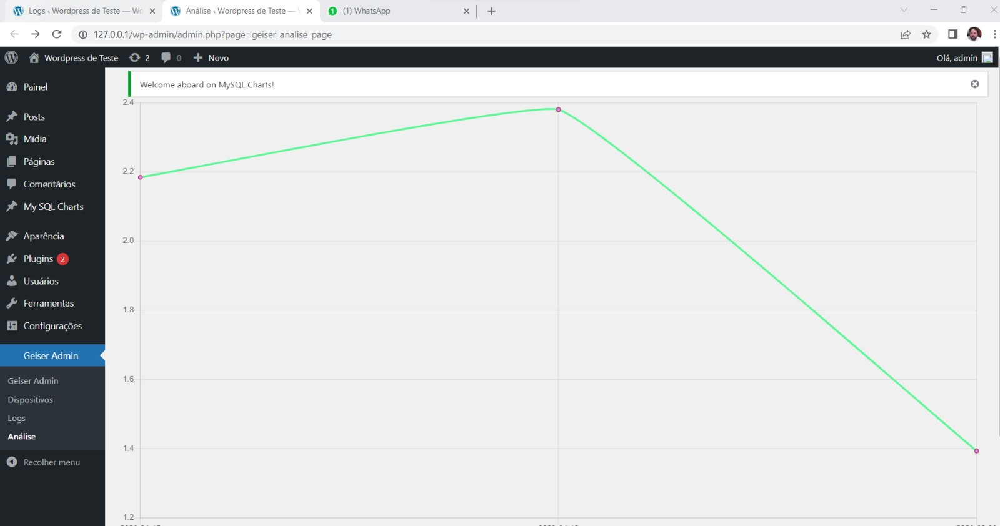 Logs ‹ Wordpress de Teste — Wo
Análise ‹ Wordpress de Teste —
(1) WhatsApp
127.0.0.1/wp-admin/admin.php?page=geiser_analise_page
Wordpress de Teste 2 0 Novo
Olá, admin
Painel
Posts
Mídia
Páginas
Comentários
My SQL Charts
Aparência
Plugins 2
Usuários
Ferramentas
Configurações
Geiser Admin
Geiser Admin
Dispositivos
Logs
Análise
Recolher menu
Welcome aboard on MySQL Charts!
2.4
2.2
2.0
1.8
1.6
1.4
1.2